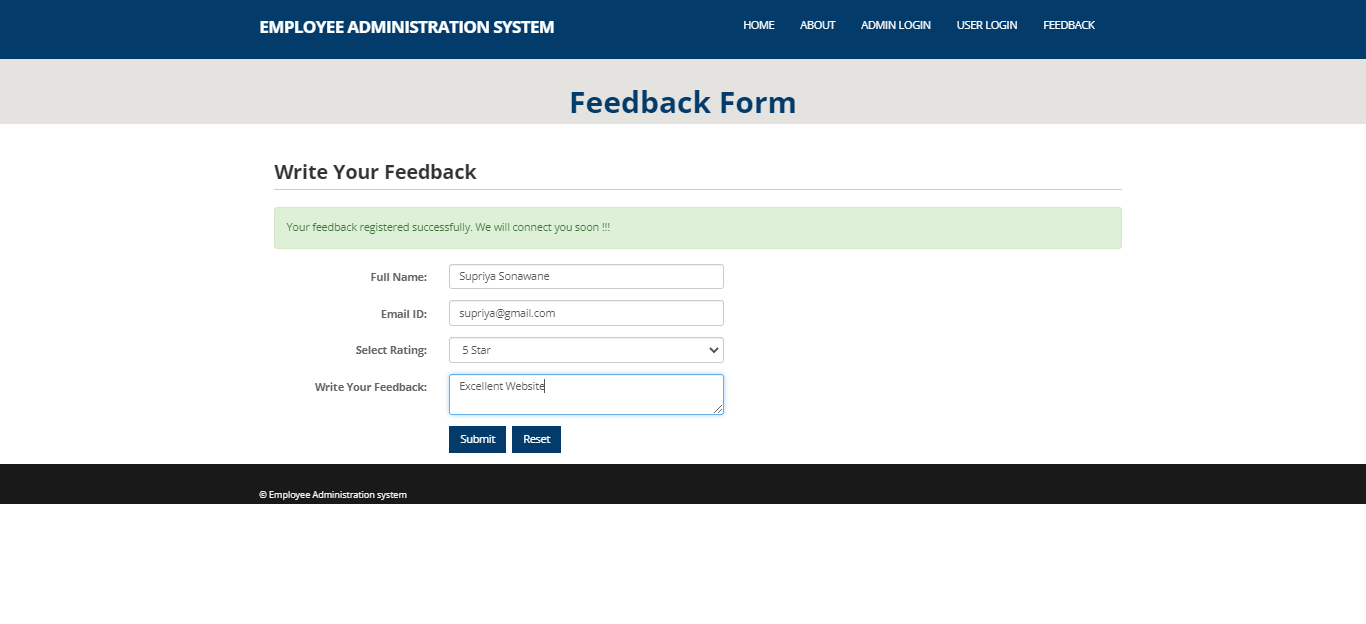 EMPLOYEE ADMINISTRATION SYSTEM HOME ABOUT ADMIN LOGIN USER LOGIN FEEDBACK
Feedback Form
Write Your Feedback
Your feedback registered successfully. We will connect you soon !!!
Full Name: Supriya Sonawane
Email ID: supriya@gmail.com
Select Rating: 5 Star
Write Your Feedback: Excellent Website
Submit Reset
© Employee Administration system